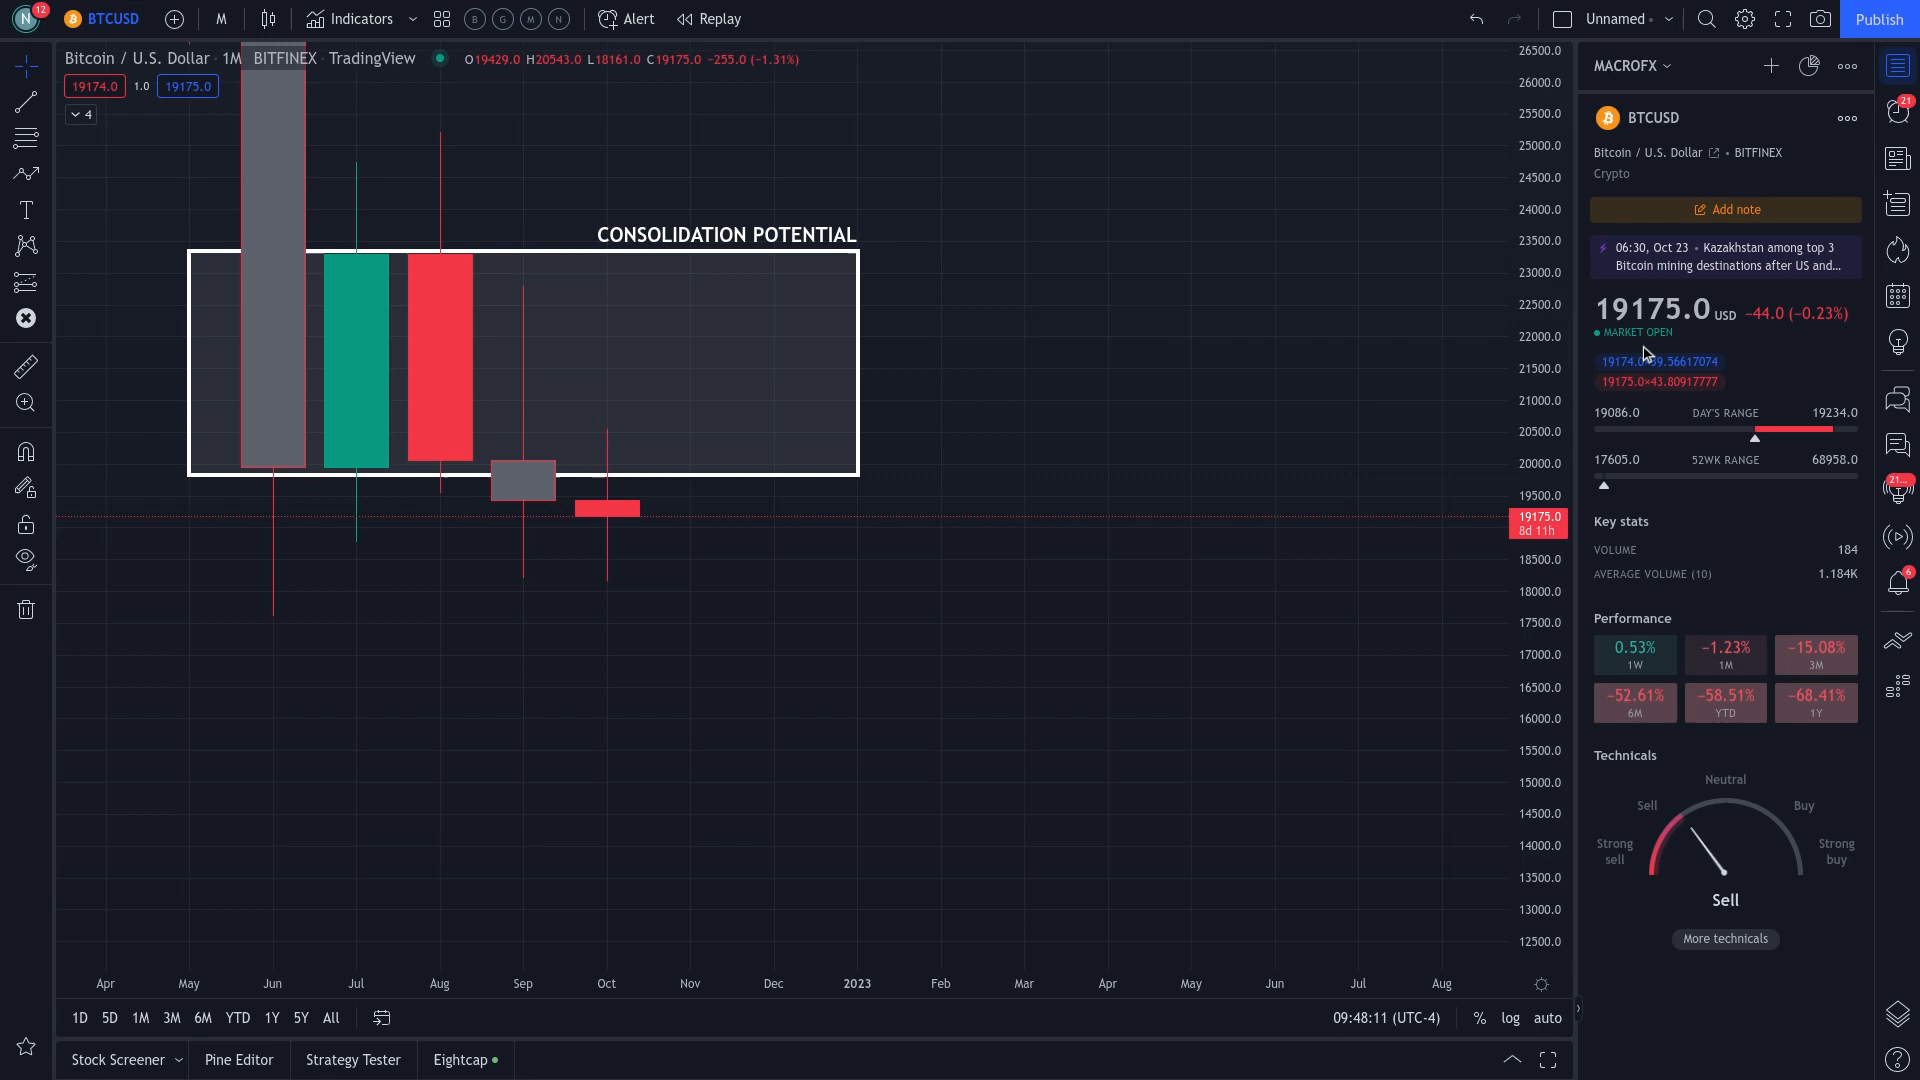 N 12 BTCUSD M Indicators B G M N Alert Replay Unnamed Publish
Bitcoin / U.S. Dollar · 1M · BITFINEX · TradingView O19429.0 H20543.0 L18161.0 C19175.0 −255.0 (−1.31%)
19174.0 1.0 19175.0
4
CONSOLIDATION POTENTIAL
26500.0
26000.0
25500.0
25000.0
24500.0
24000.0
23500.0
23000.0
22500.0
22000.0
21500.0
21000.0
20500.0
20000.0
19500.0
19175.0
8d 11h
18500.0
18000.0
17500.0
17000.0
16500.0
16000.0
15500.0
15000.0
14500.0
14000.0
13500.0
13000.0
12500.0
Apr May Jun Jul Aug Sep Oct Nov Dec 2023 Feb Mar Apr May Jun Jul Aug
1D 5D 1M 3M 6M YTD 1Y 5Y All 09:48:11 (UTC-4) % log auto
Stock Screener Pine Editor Strategy Tester Eightcap
MACROFX
BTCUSD
Bitcoin / U.S. Dollar • BITFINEX
Crypto
Add note
06:30, Oct 23 • Kazakhstan among top 3
Bitcoin mining destinations after US and…
19175.0 USD −44.0 (−0.23%)
MARKET OPEN
19175.0×43.80917777
19086.0 DAY'S RANGE 19234.0
17605.0 52WK RANGE 68958.0
Key stats
VOLUME 184
AVERAGE VOLUME (10) 1.184K
Performance
0.53% −1.23% −15.08%
1W 1M 3M
−52.61% −58.51% −68.41%
6M YTD 1Y
Technicals
Neutral
Sell Buy
Strong sell Strong buy
Sell
More technicals
21
21...
6